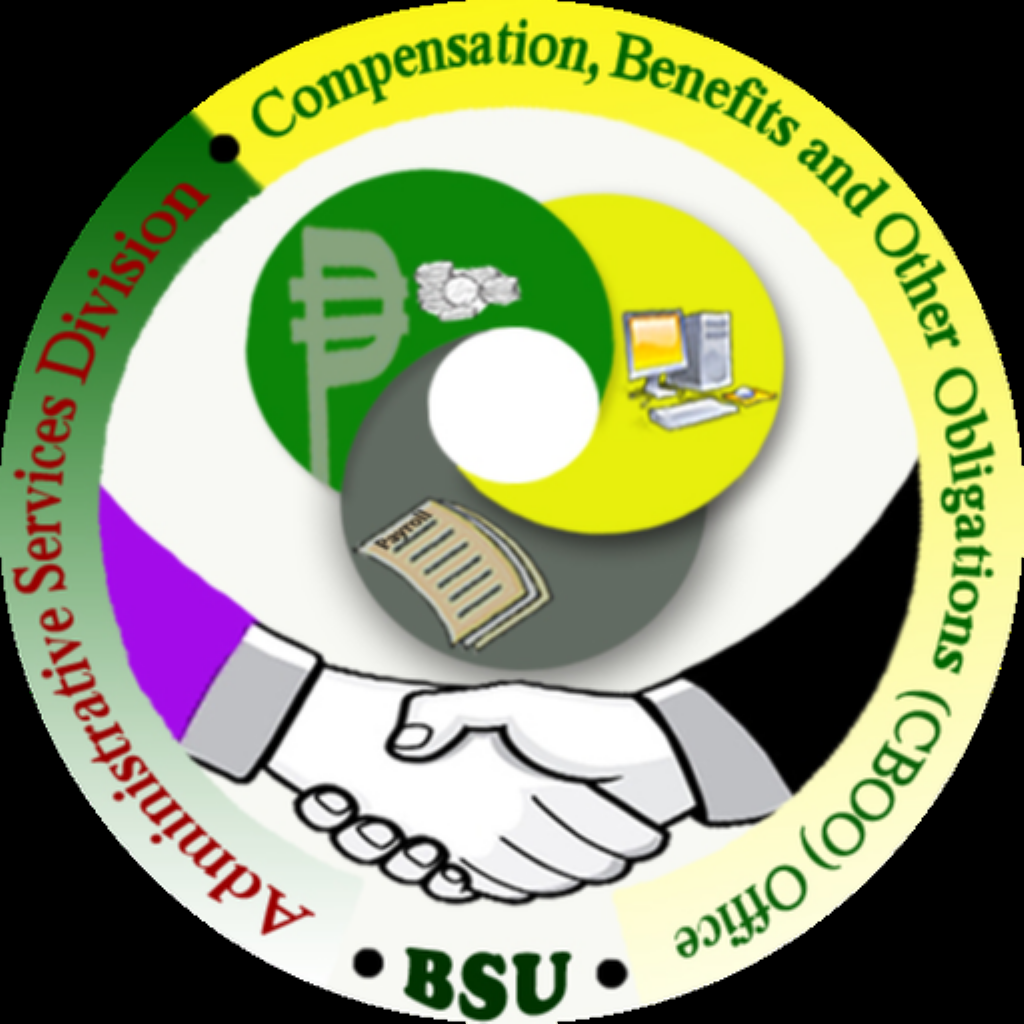 Compensation, Benefits and Other Obligations (CBOO) Office
Administrative Services Division
Payroll
BSU